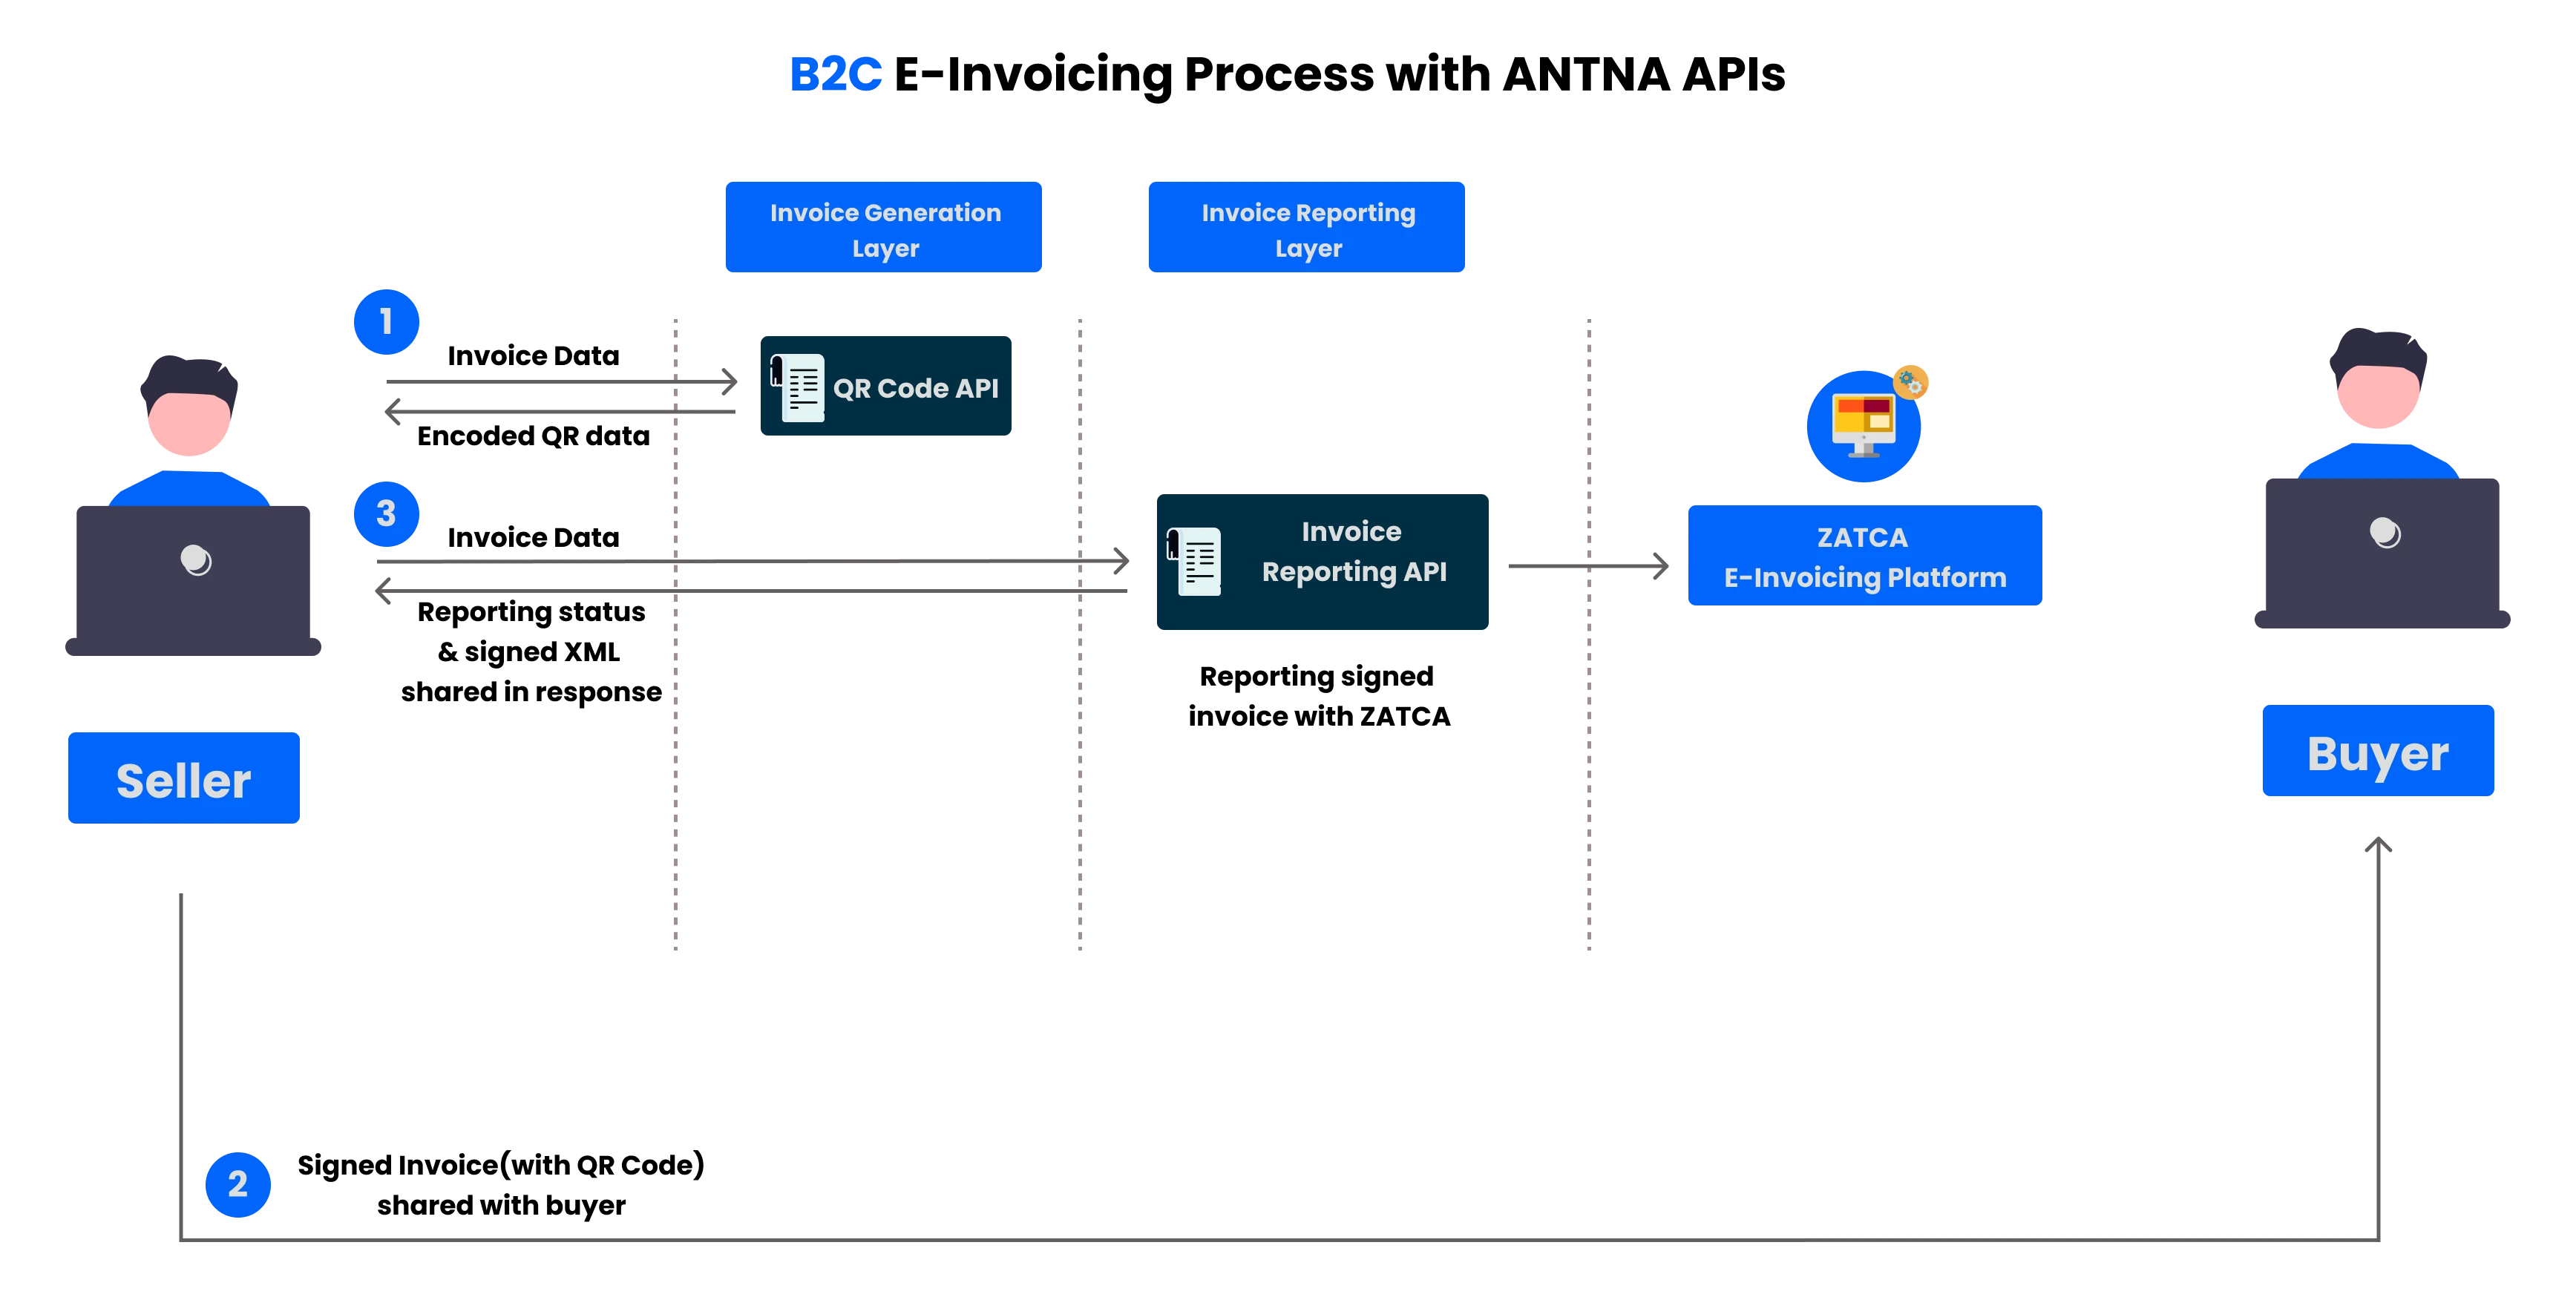 B2C E-Invoicing Process with ANTNA APIs
Invoice Generation
Layer
Invoice Reporting
Layer
1
Invoice Data
Encoded QR data
QR Code API
3
Invoice Data
Reporting status
& signed XML
shared in response
Invoice
Reporting API
Reporting signed
invoice with ZATCA
ZATCA
E-Invoicing Platform
Seller
Buyer
2
Signed Invoice(with QR Code)
shared with buyer